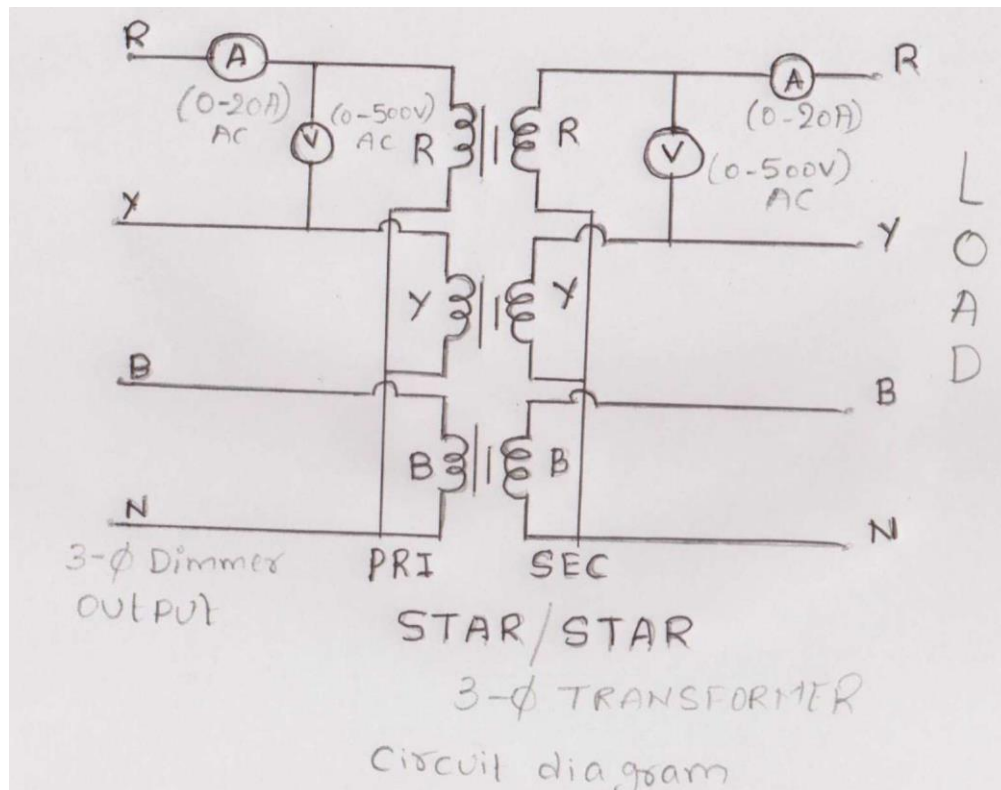 R A A R
(0-20A) AC V (0-500V) AC R R V (0-20A)
(0-500V) AC
Y Y
Y Y
B B
B B
N N
3-φ Dimmer output
PRI SEC
LOAD
STAR/STAR
3-φ TRANSFORMER
Circuit diagram